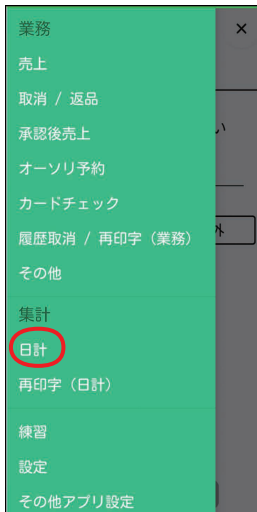 業務
×
売上
取消 / 返品
承認後売上
い
オーソリ予約
カードチェック
履歴取消 / 再印字（業務）
外
その他
集計
日計
再印字（日計）
練習
設定
その他アプリ設定